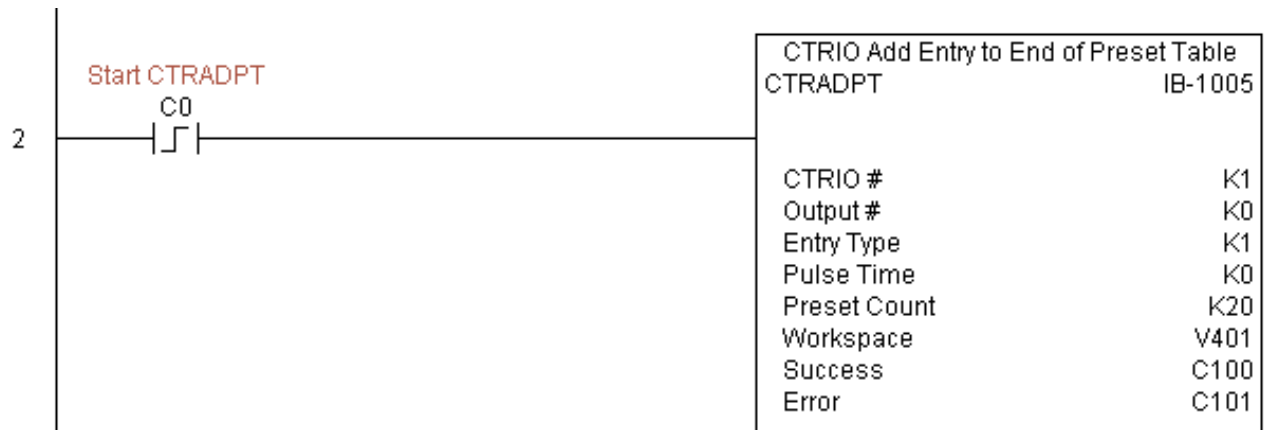 CTRIO Add Entry to End of Preset Table
CTRADPT IB-1005
Start CTRADPT
C0
2
CTRIO # K1
Output # K0
Entry Type K1
Pulse Time K0
Preset Count K20
Workspace V401
Success C100
Error C101